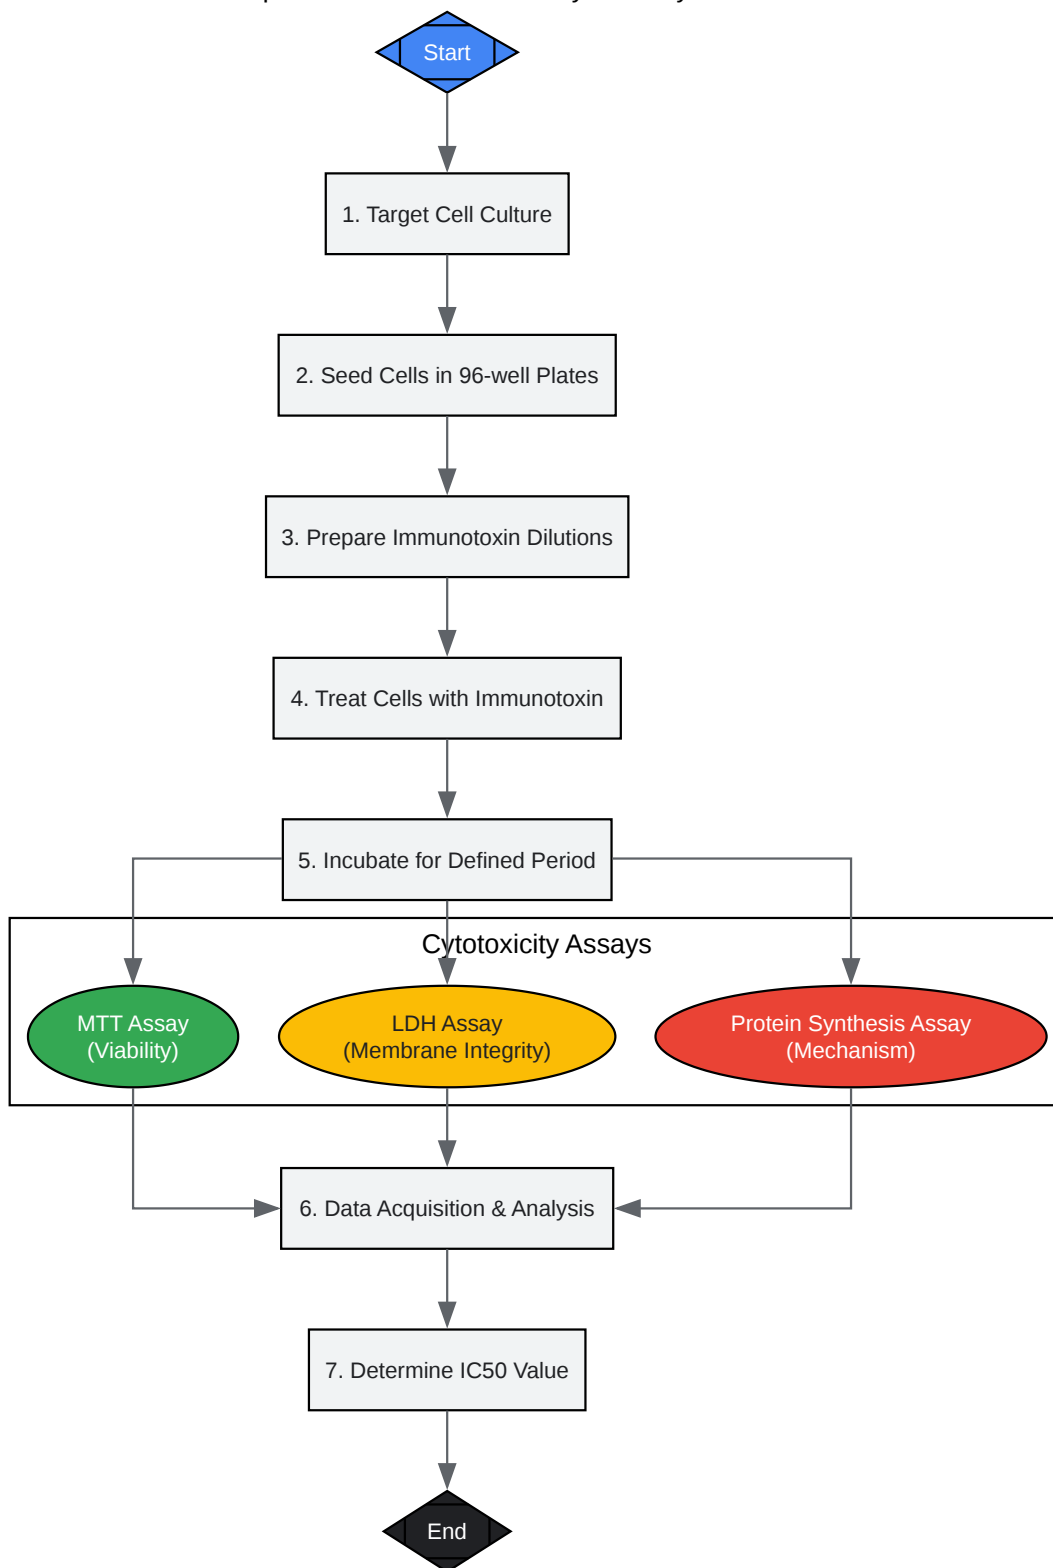 Start
1. Target Cell Culture
2. Seed Cells in 96-well Plates
3. Prepare Immunotoxin Dilutions
4. Treat Cells with Immunotoxin
5. Incubate for Defined Period
Cytotoxicity Assays
MTT Assay
(Viability)
LDH Assay
(Membrane Integrity)
Protein Synthesis Assay
(Mechanism)
6. Data Acquisition & Analysis
7. Determine IC50 Value
End